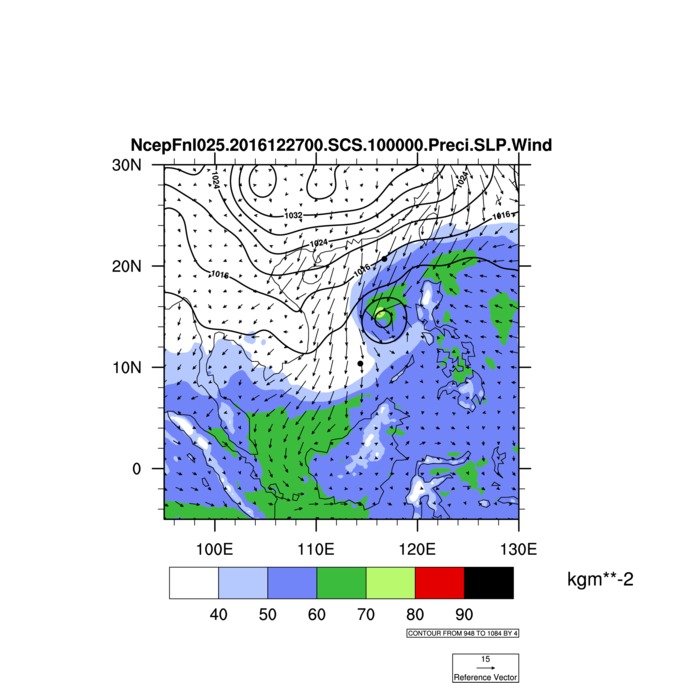 NcepFnl025.2016122700.SCS.100000.Preci.SLP.Wind
30N
20N
10N
0
1024
1024
1032
1016
1024
1016
1016
100E 110E 120E 130E
40 50 60 70 80 90
kgm**-2
CONTOUR FROM 948 TO 1084 BY 4
15
Reference Vector